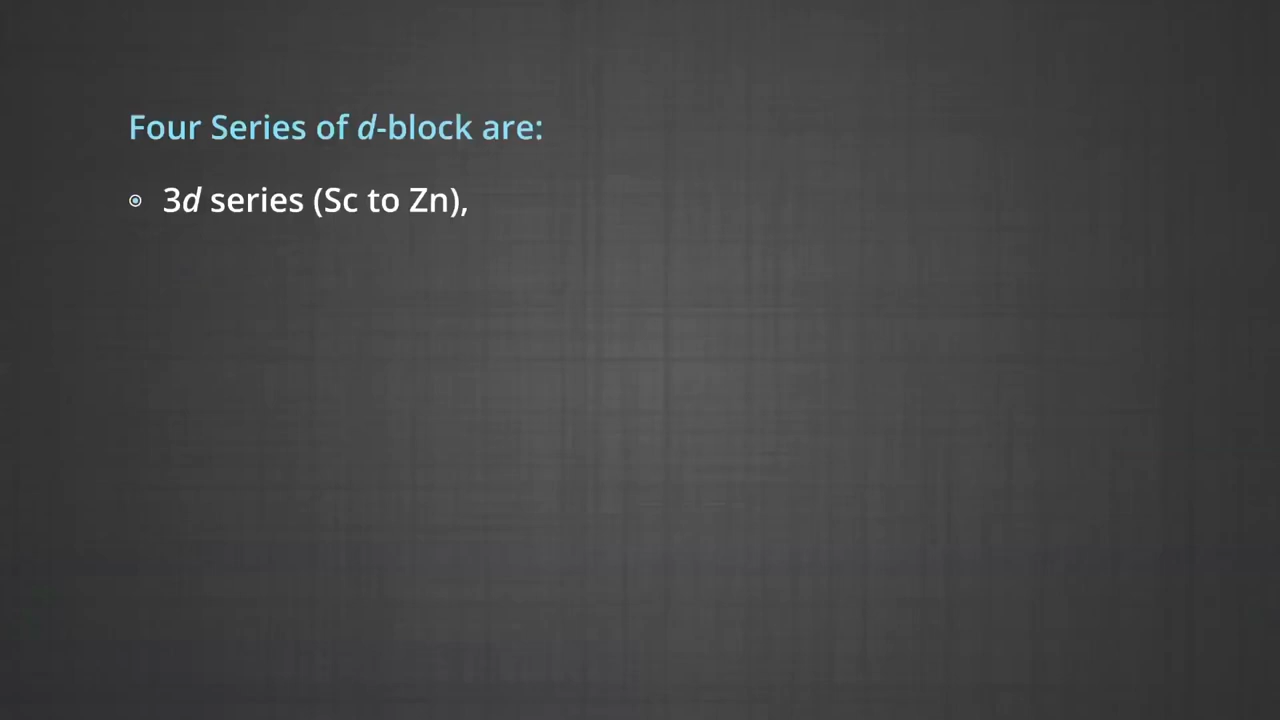 Four Series of d-block are:
3d series (Sc to Zn),